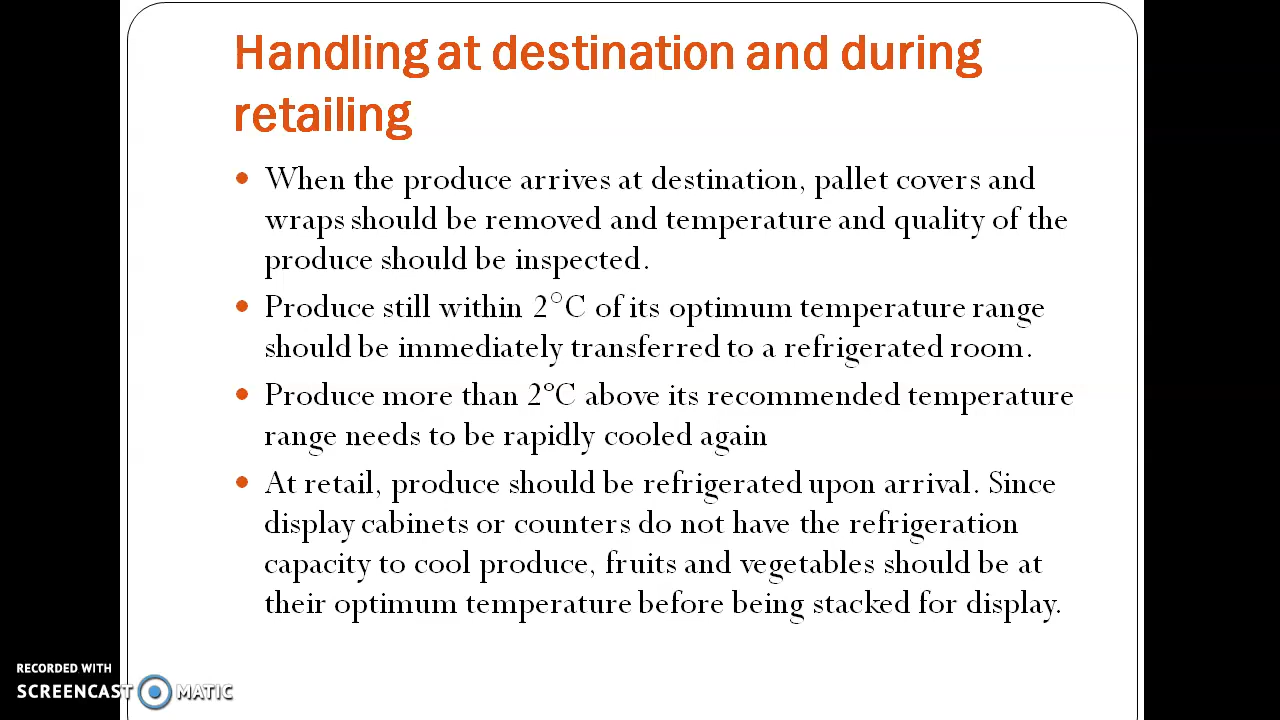 Handling at destination and during
retailing
• When the produce arrives at destination, pallet covers and
wraps should be removed and temperature and quality of the
produce should be inspected.
• Produce still within 2°C of its optimum temperature range
should be immediately transferred to a refrigerated room.
• Produce more than 2ºC above its recommended temperature
range needs to be rapidly cooled again
• At retail, produce should be refrigerated upon arrival. Since
display cabinets or counters do not have the refrigeration
capacity to cool produce, fruits and vegetables should be at
their optimum temperature before being stacked for display.
RECORDED WITH
SCREENCAST MATIC